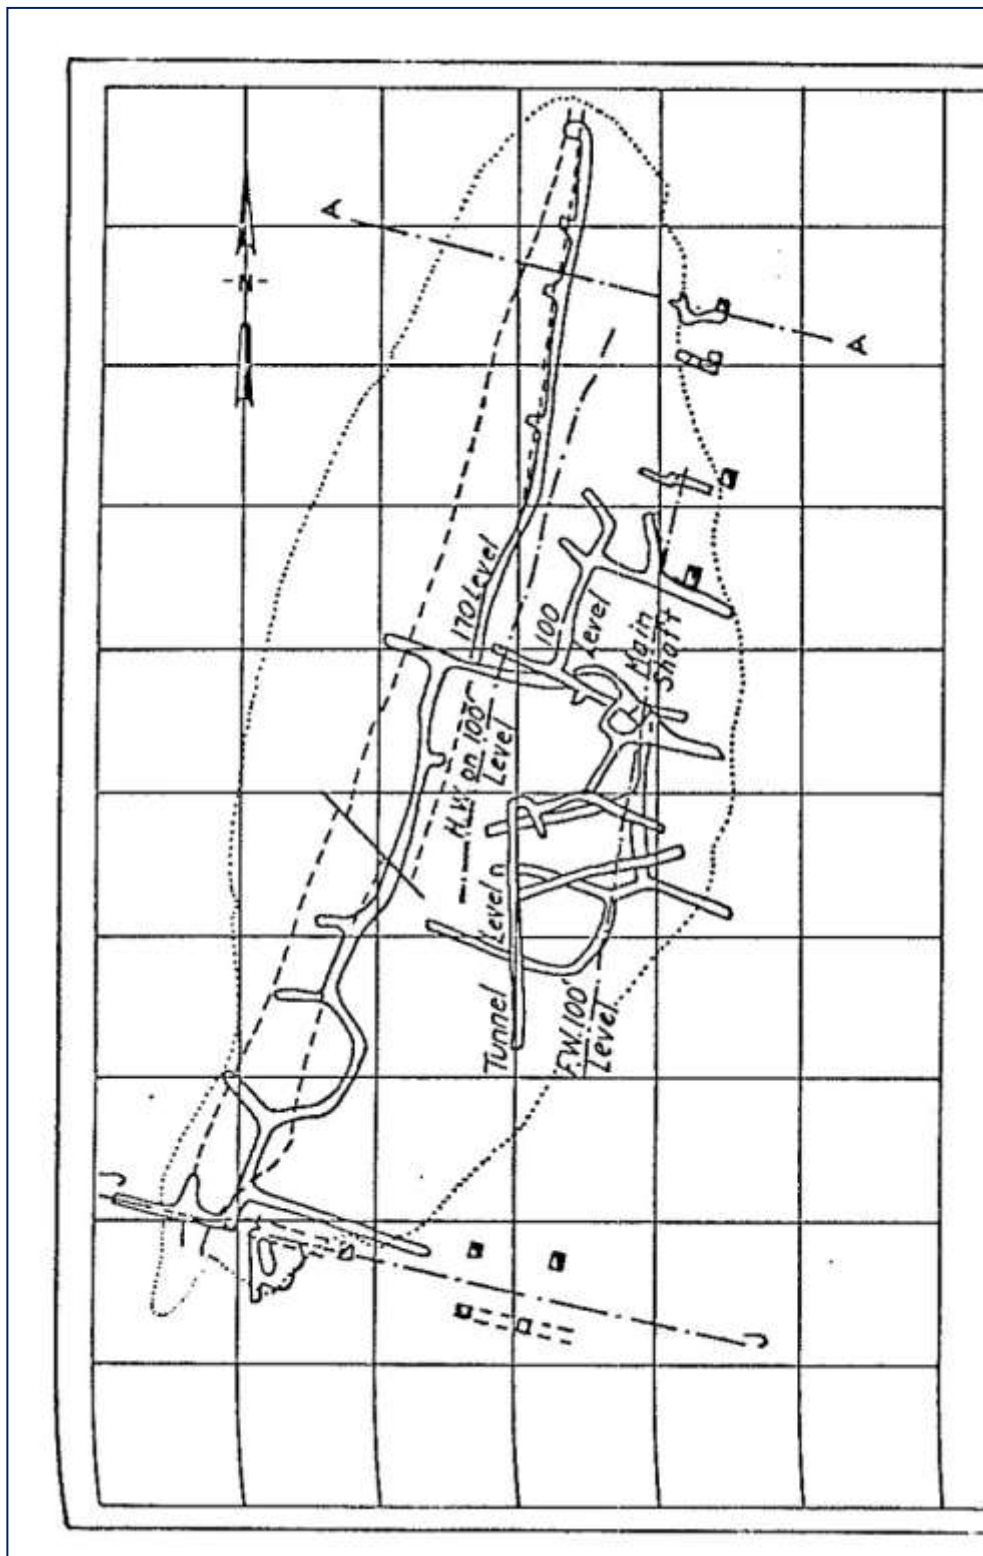 A
N
A
170 Level
100
Level
Main
Shaft
H.W. on 100'
Level
Level
Tunnel
F.W. 100'
Level
J
J